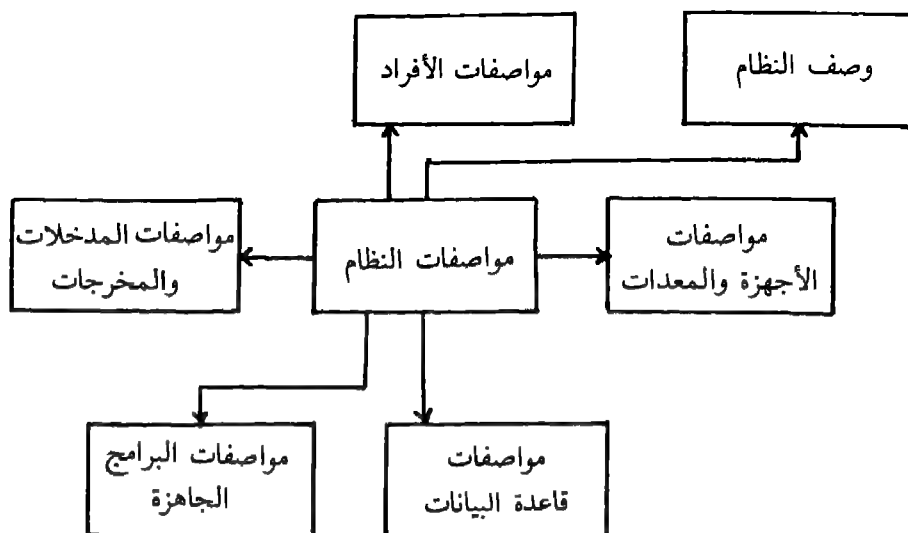 وصف النظام
مواصفات الأفراد
مواصفات
الأجهزة والمعدات
مواصفات النظام
مواصفات المدخلات
والمخرجات
مواصفات
قاعدة البيانات
مواصفات البرامج
الجاهزة